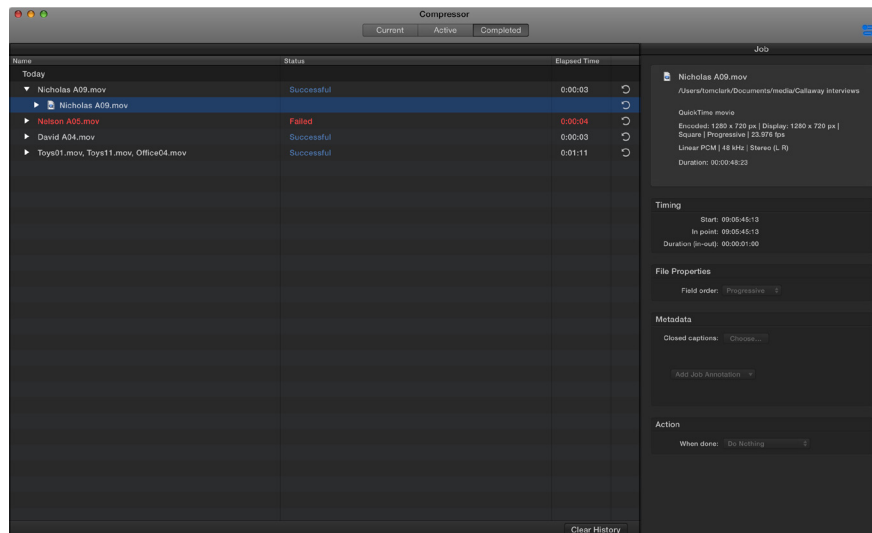 Compressor
Current Active Completed
Name Status Elapsed Time
Today
Nicholas A09.mov Successful 0:00:03
Nicholas A09.mov
Nelson A05.mov Failed 0:00:04
David A04.mov Successful 0:00:03
Toys01.mov, Toys11.mov, Office04.mov Successful 0:01:11
Clear History
Job
Nicholas A09.mov
/Users/tomclark/Documents/media/Callaway interviews
QuickTime movie
Encoded: 1280 x 720 px | Display: 1280 x 720 px |
Square | Progressive | 23.976 fps
Linear PCM | 48 kHz | Stereo (L R)
Duration: 00:00:48:23
Timing
Start: 09:05:45:13
In point: 09:05:45:13
Duration (in-out): 00:00:01:00
File Properties
Field order: Progressive
Metadata
Closed captions: Choose...
Add Job Annotation
Action
When done: Do Nothing